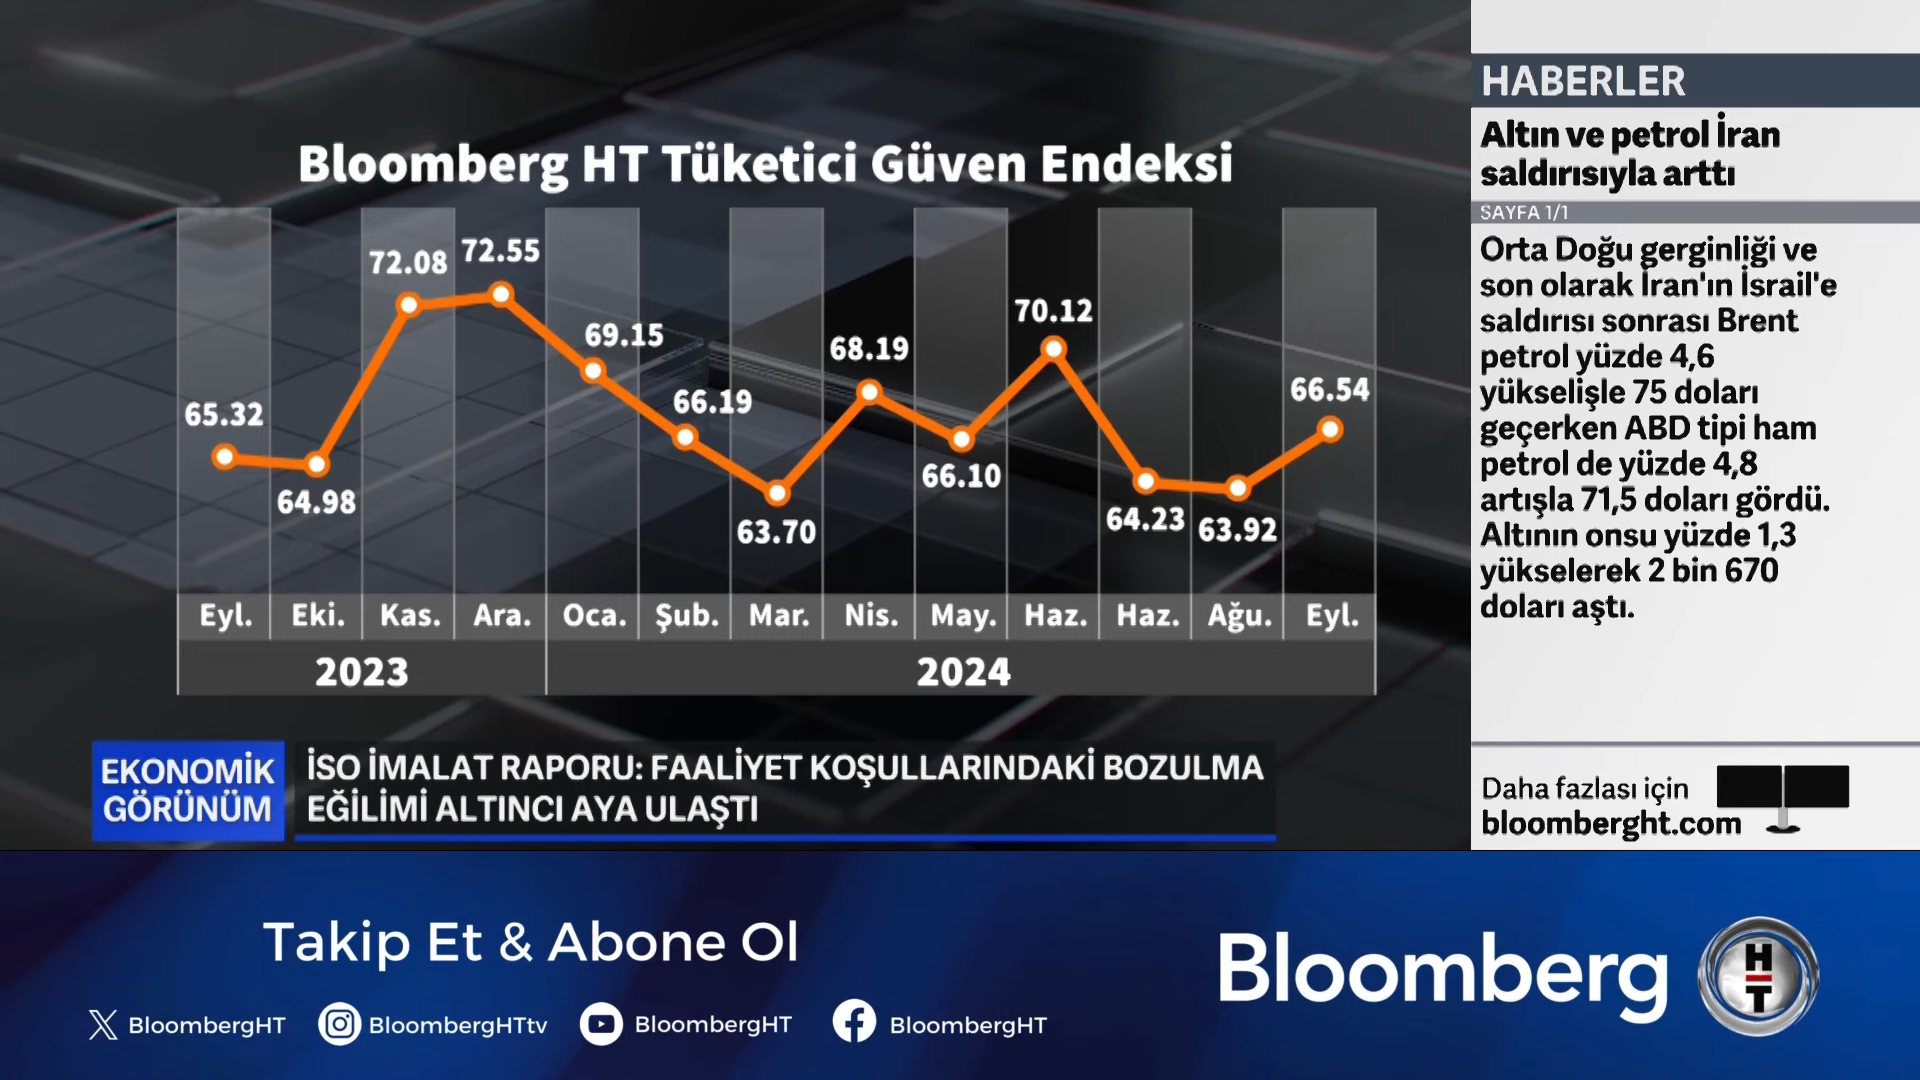 Bloomberg HT Tüketici Güven Endeksi
65.32
64.98
72.08
72.55
69.15
66.19
63.70
68.19
66.10
70.12
64.23
63.92
66.54
Eyl. Eki. Kas. Ara. Oca. Şub. Mar. Nis. May. Haz. Haz. Ağu. Eyl.
2023 2024
EKONOMİK
GÖRÜNÜM
İSO İMALAT RAPORU: FAALİYET KOŞULLARINDAKİ BOZULMA
EĞİLİMİ ALTINCI AYA ULAŞTI
HABERLER
Altın ve petrol İran
saldırısıyla arttı
SAYFA 1/1
Orta Doğu gerginliği ve
son olarak İran'ın İsrail'e
saldırısı sonrası Brent
petrol yüzde 4,6
yükselişle 75 doları
geçerken ABD tipi ham
petrol de yüzde 4,8
artışla 71,5 doları gördü.
Altının onsu yüzde 1,3
yükselerek 2 bin 670
doları aştı.
Daha fazlası için
bloomberght.com
Takip Et & Abone Ol
BloombergHT BloombergHTtv BloombergHT BloombergHT
Bloomberg HT